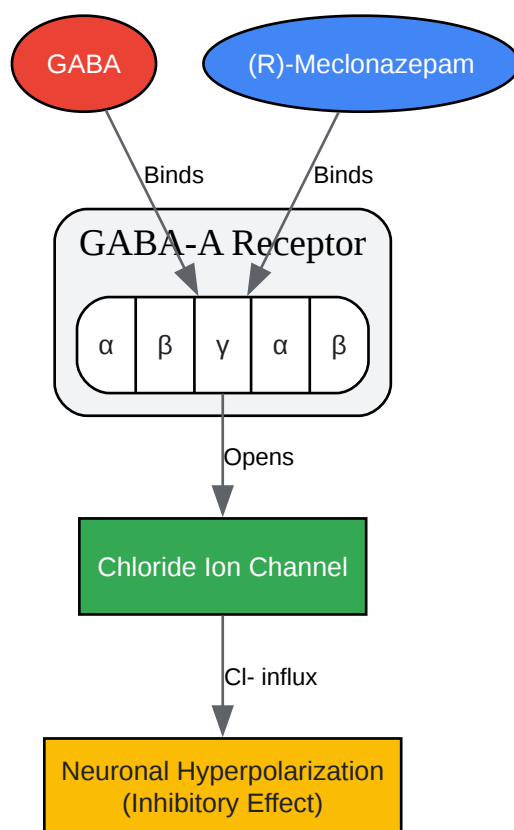 GABA
(R)-Meclonazepam
Binds
Binds
GABA-A Receptor
α β γ α β
Opens
Chloride Ion Channel
Cl- influx
Neuronal Hyperpolarization
(Inhibitory Effect)